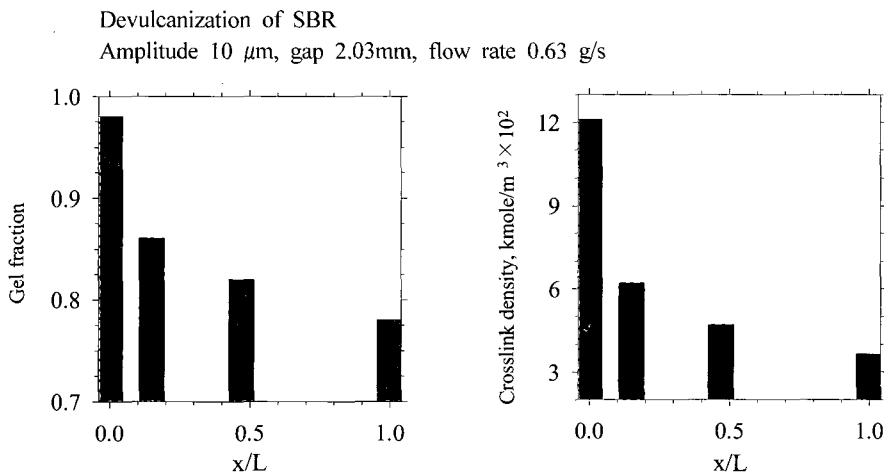 Devulcanization of SBR
Amplitude 10 μm, gap 2.03mm, flow rate 0.63 g/s
1.0
0.9
0.8
0.7
Gel fraction
0.0 0.5 1.0
x/L
12
9
6
3
Crosslink density, kmole/m ³×10²
0.0 0.5 1.0
x/L